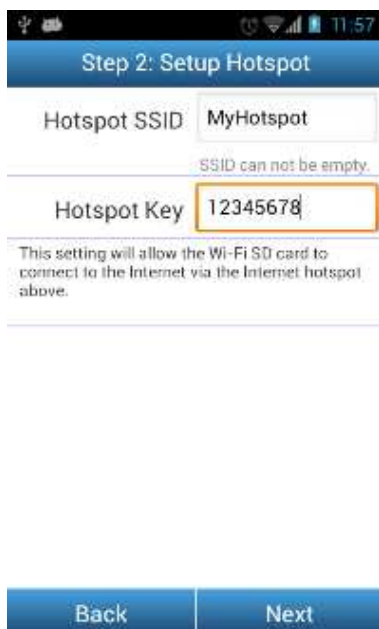 11:57
Step 2: Setup Hotspot
Hotspot SSID MyHotspot
SSID can not be empty.
Hotspot Key 12345678
This setting will allow the Wi-Fi SD card to
connect to the Internet via the Internet hotspot
above.
Back Next